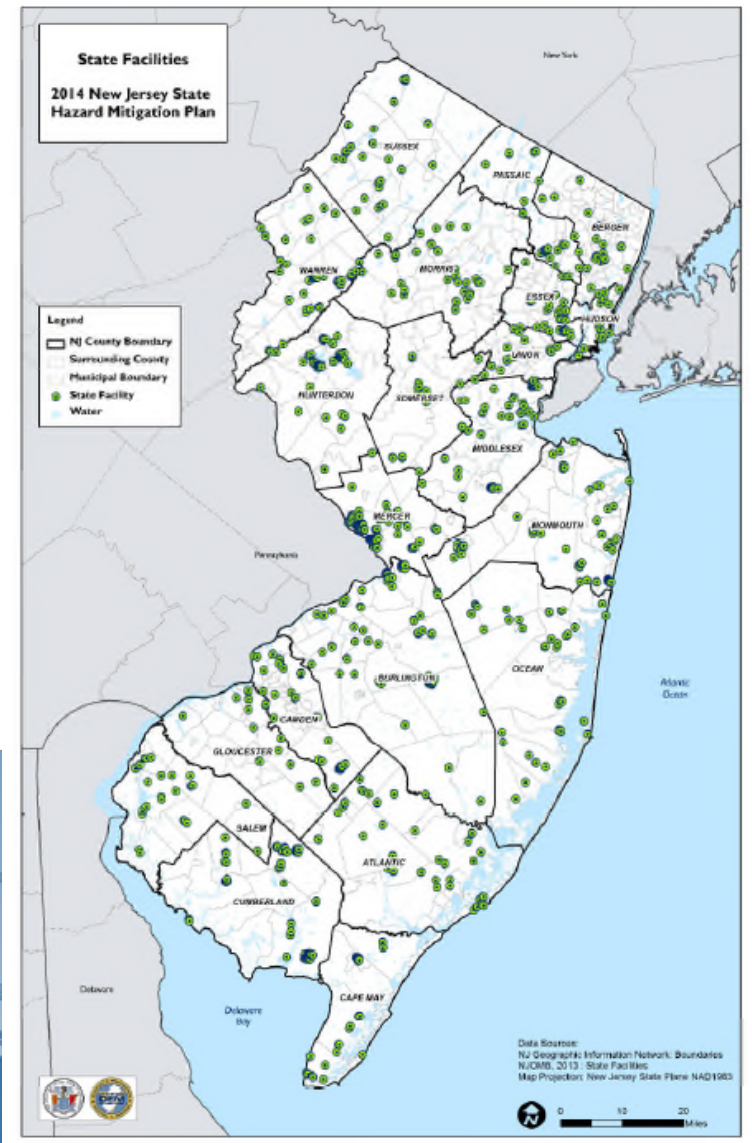 State Facilities
2014 New Jersey State
Hazard Mitigation Plan
New York
SUSSEX
PASSAIC
BERGEN
WARREN
MORRIS
ESSEX
HUDSON
UNION
Legend
NJ County Boundary
Surrounding County
Municipal Boundary
State Facility
Water
HUNTERDON
SOMERSET
MIDDLESEX
MERCER
MONMOUTH
Pennsylvania
OCEAN
BURLINGTON
Atlantic
Ocean
CAMDEN
GLOUCESTER
SALEM
ATLANTIC
CUMBERLAND
Delaware
CAPE MAY
Delaware
Bay
Data Sources:
NJ Geographic Information Network: Boundaries
NJOMB, 2013 : State Facilities
Map Projection: New Jersey State Plane NAD1983
N
0 10 20
Miles